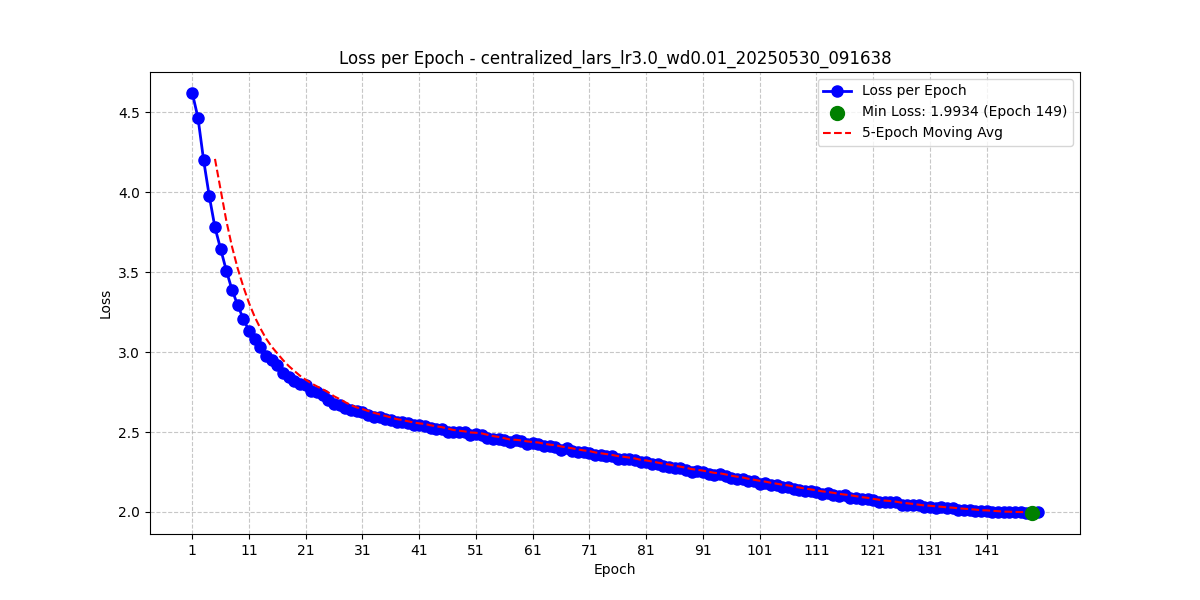 Loss per Epoch - centralized_lars_lr3.0_wd0.01_20250530_091638
Loss per Epoch
Min Loss: 1.9934 (Epoch 149)
5-Epoch Moving Avg
4.5
4.0
3.5
3.0
2.5
2.0
Loss
1 11 21 31 41 51 61 71 81 91 101 111 121 131 141
Epoch